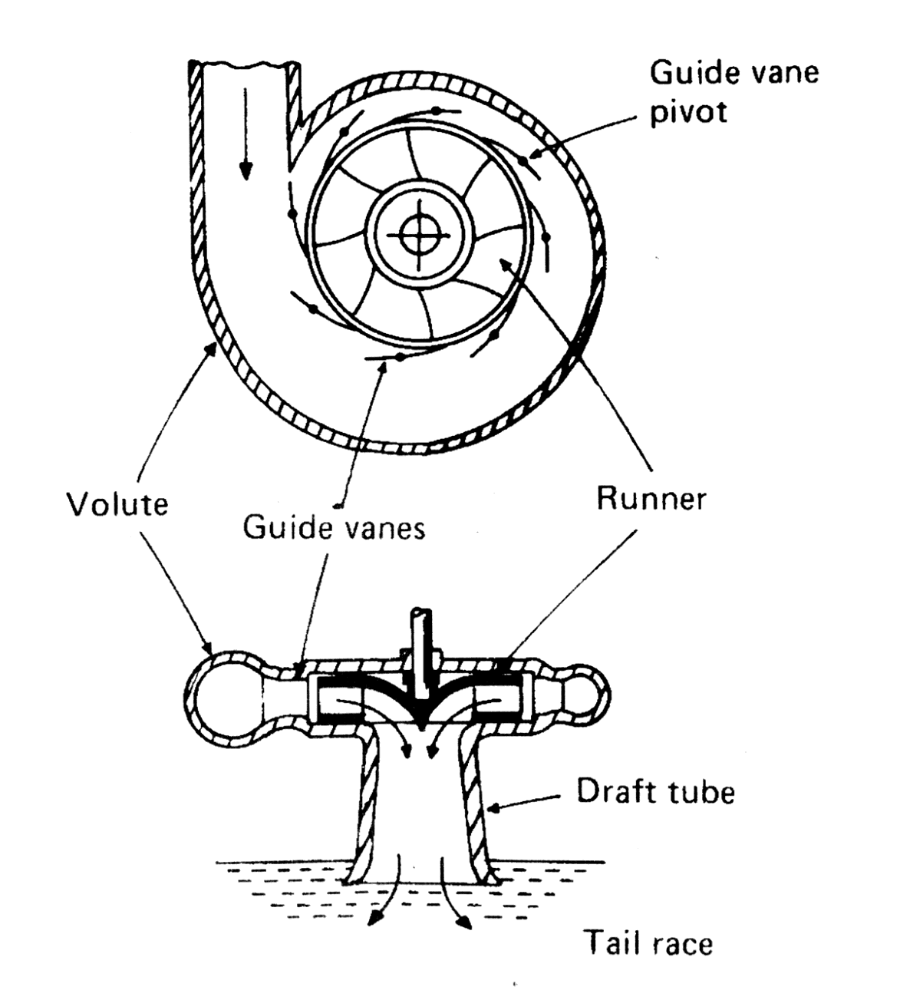 Guide vane
pivot
Volute
Guide vanes
Runner
Draft tube
Tail race